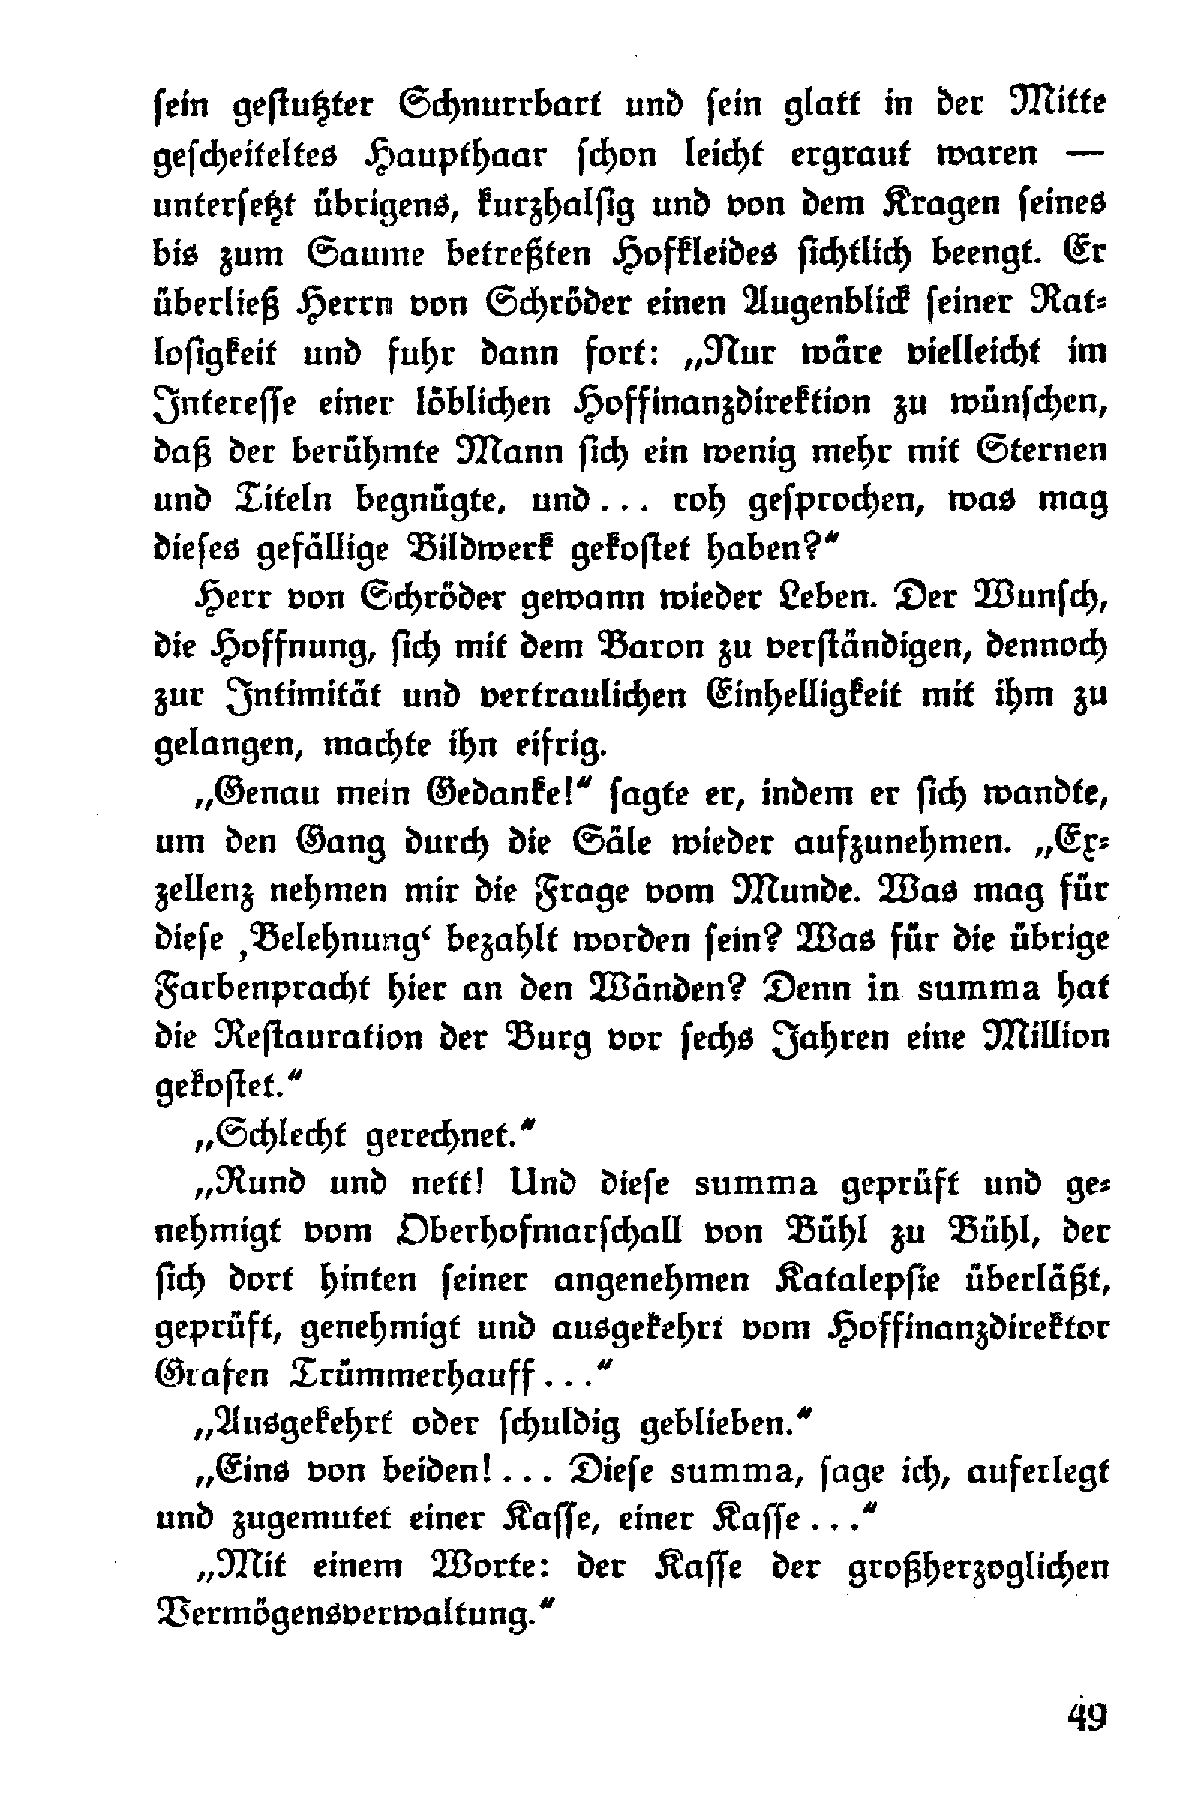 sein gestutzter Schnurrbart und sein glatt in der Mitte
gescheiteltes Haupthaar schon leicht ergraut waren —
untersetzt übrigens, kurzhalsig und von dem Kragen seines
bis zum Saume betreßten Hofkleides sichtlich beengt. Er
überließ Herrn von Schröder einen Augenblick seiner Rat-
losigkeit und fuhr dann fort: „Nur wäre vielleicht im
Interesse einer löblichen Hoffinanzdirektion zu wünschen,
daß der berühmte Mann sich ein wenig mehr mit Sternen
und Titeln begnügte, und... roh gesprochen, was mag
dieses gefällige Bildwerk gekostet haben?“
Herr von Schröder gewann wieder Leben. Der Wunsch,
die Hoffnung, sich mit dem Baron zu verständigen, dennoch
zur Intimität und vertraulichen Einhelligkeit mit ihm zu
gelangen, machte ihn eifrig.
„Genau mein Gedanke!“ sagte er, indem er sich wandte,
um den Gang durch die Säle wieder aufzunehmen. „Ex-
zellenz nehmen mir die Frage vom Munde. Was mag für
diese ‚Belehnung‘ bezahlt worden sein? Was für die übrige
Farbenpracht hier an den Wänden? Denn in summa hat
die Restauration der Burg vor sechs Jahren eine Million
gekostet.“
„Schlecht gerechnet.“
„Rund und nett! Und diese summa geprüft und ge-
nehmigt vom Oberhofmarschall von Bühl zu Bühl, der
sich dort hinten seiner angenehmen Katalepsie überläßt,
geprüft, genehmigt und ausgekehrt vom Hoffinanzdirektor
Grafen Trümmerhauff...“
„Ausgekehrt oder schuldig geblieben.“
„Eins von beiden!... Diese summa, sage ich, auferlegt
und zugemutet einer Kasse, einer Kasse...“
„Mit einem Worte: der Kasse der großherzoglichen
Vermögensverwaltung.“
49